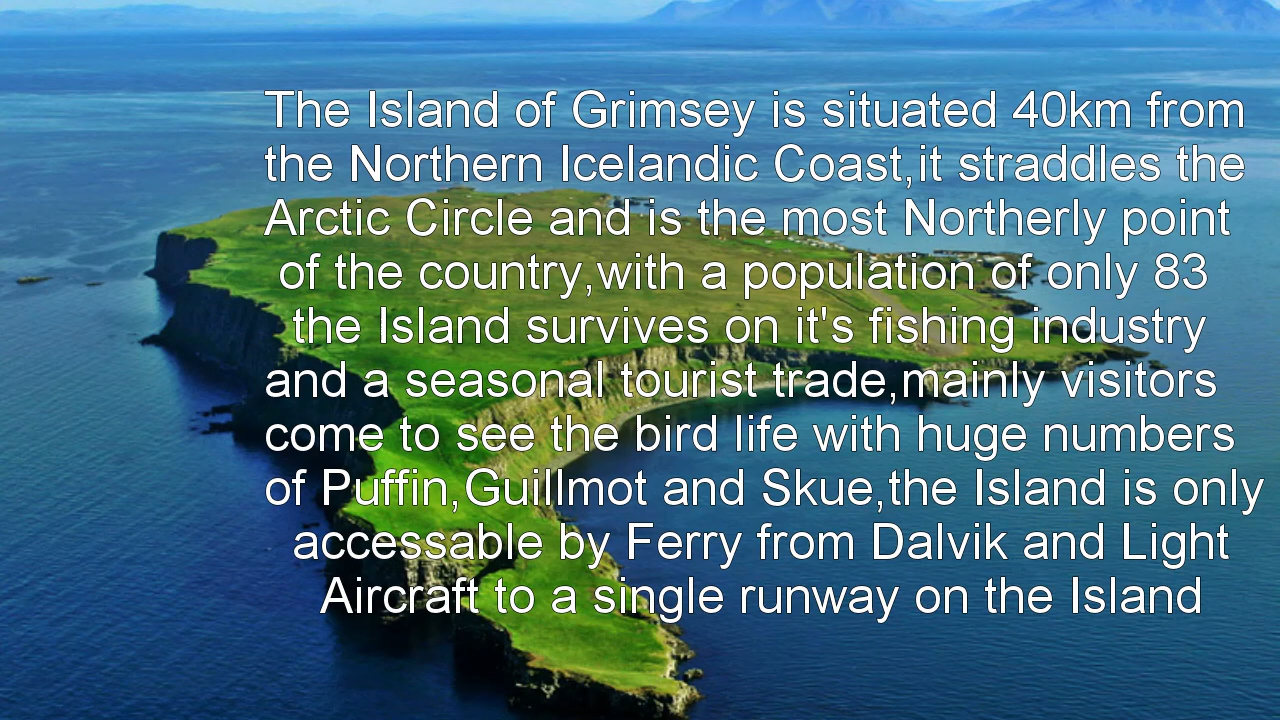 The Island of Grimsey is situated 40km from
the Northern Icelandic Coast,it straddles the
Arctic Circle and is the most Northerly point
of the country,with a population of only 83
the Island survives on it's fishing industry
and a seasonal tourist trade,mainly visitors
come to see the bird life with huge numbers
of Puffin,Guillmot and Skue,the Island is only
accessable by Ferry from Dalvik and Light
Aircraft to a single runway on the Island